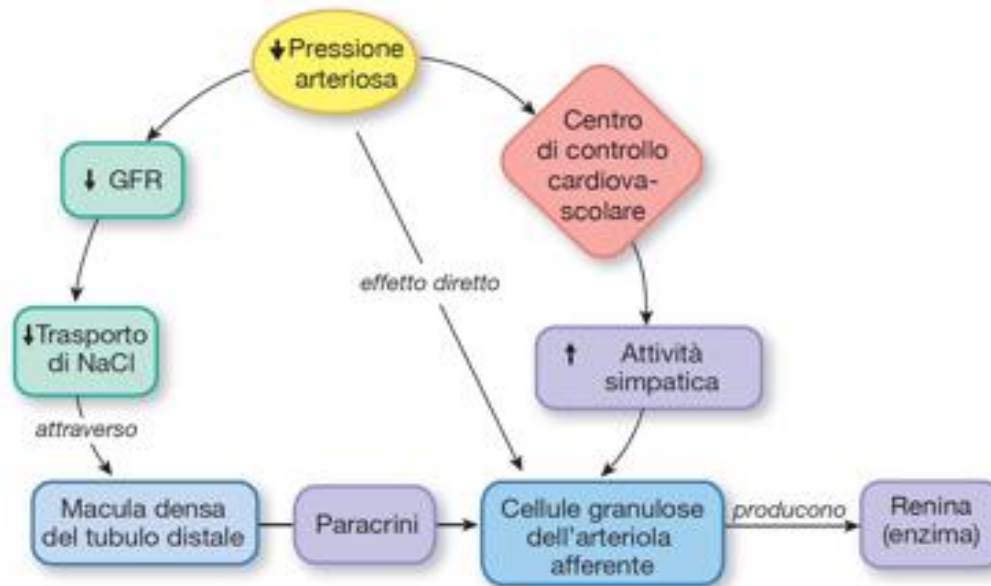 ↓Pressione
arteriosa
Centro
di controllo
cardiova-
scolare
↓ GFR
effetto diretto
↓Trasporto
di NaCl
↑ Attività
simpatica
attraverso
Macula densa
del tubulo distale
Paracrini
Cellule granulose
dell'arteriola
afferente
producono
Renina
(enzima)